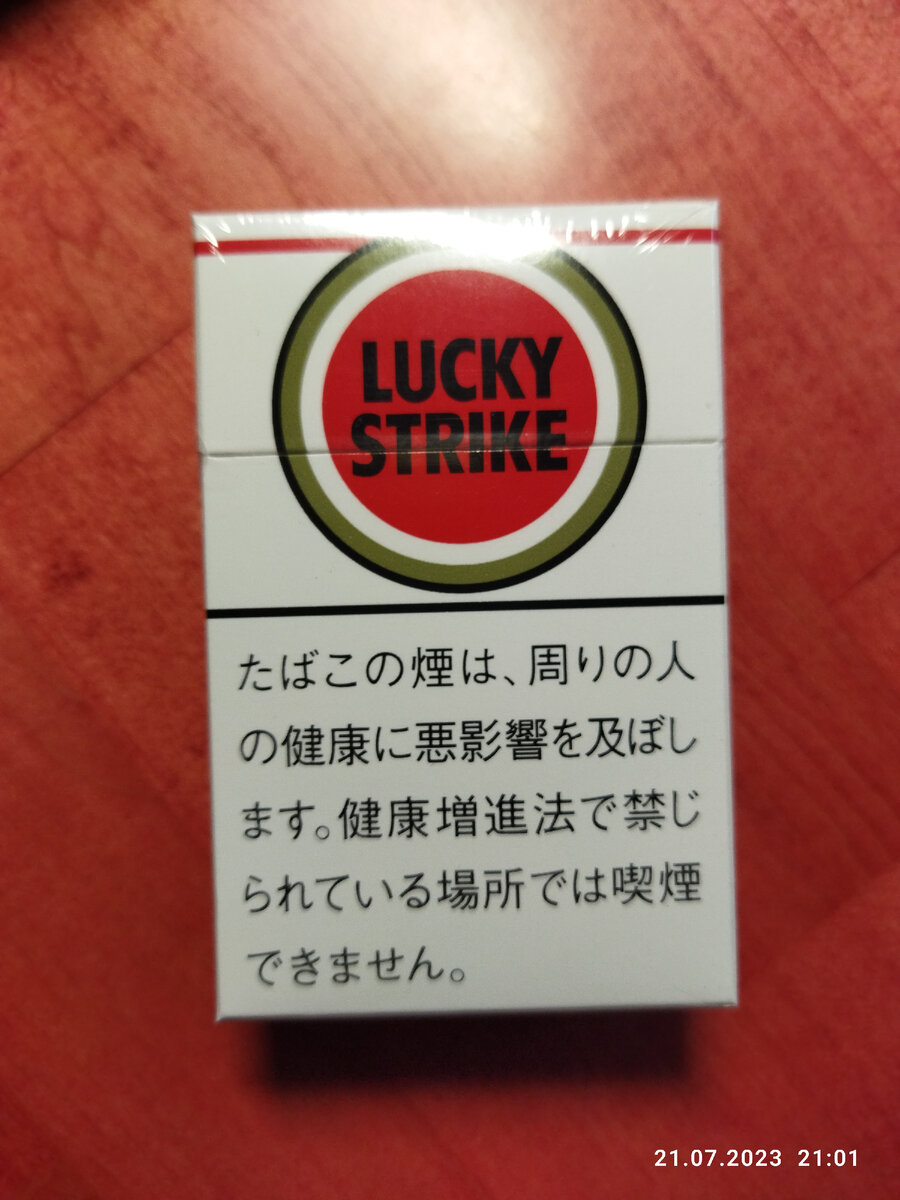 LUCKY
STRIKE
たばこの煙は、周りの人
の健康に悪影響を及ぼし
ます。健康増進法で禁じ
られている場所では喫煙
できません。
21.07.2023 21:01